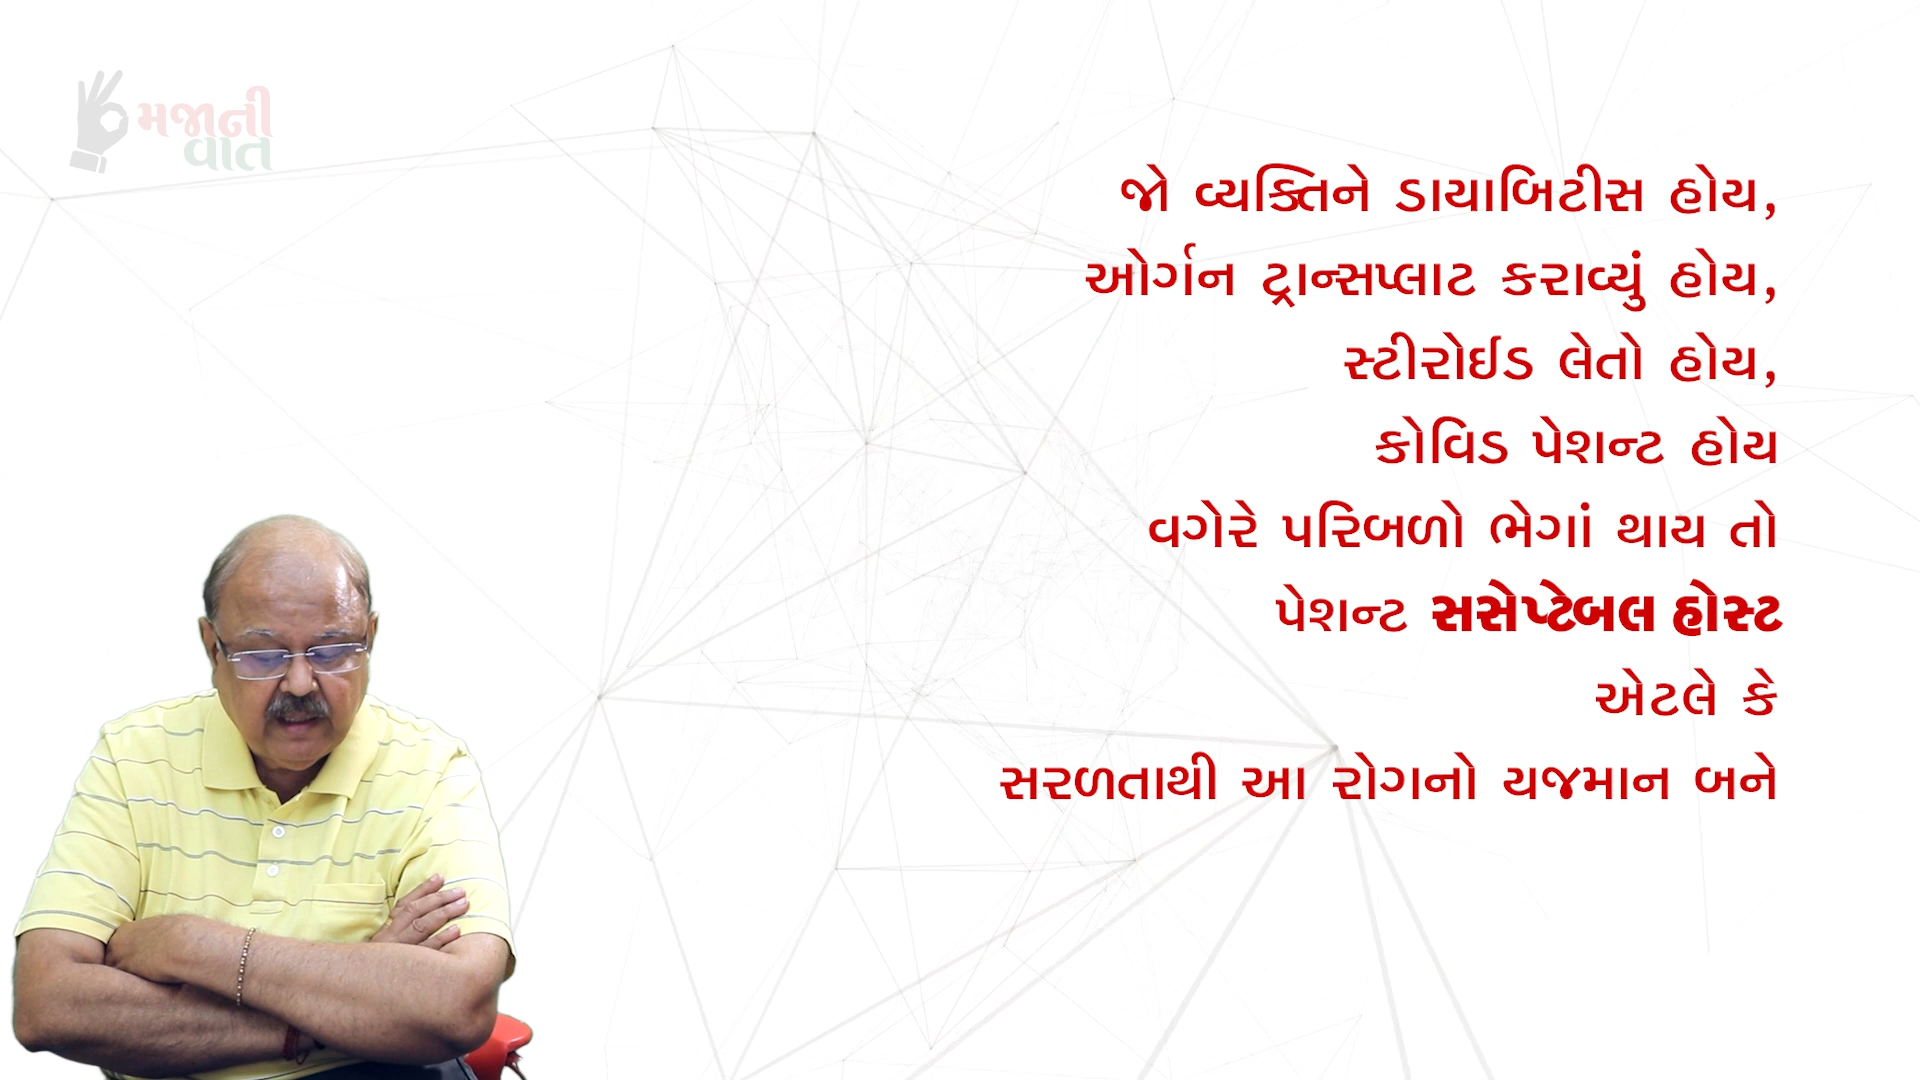 મજાની
વાત
જો વ્યક્તિને ડાયાબિટીસ હોય,
ઓર્ગન ટ્રાન્સપ્લાટ કરાવ્યું હોય,
સ્ટીરોઈડ લેતો હોય,
કોવિડ પેશન્ટ હોય
વગેરે પરિબળો ભેગાં થાય તો
પેશન્ટ સસેપ્ટેબલ હોસ્ટ
એટલે કે
સરળતાથી આ રોગનો યજમાન બને